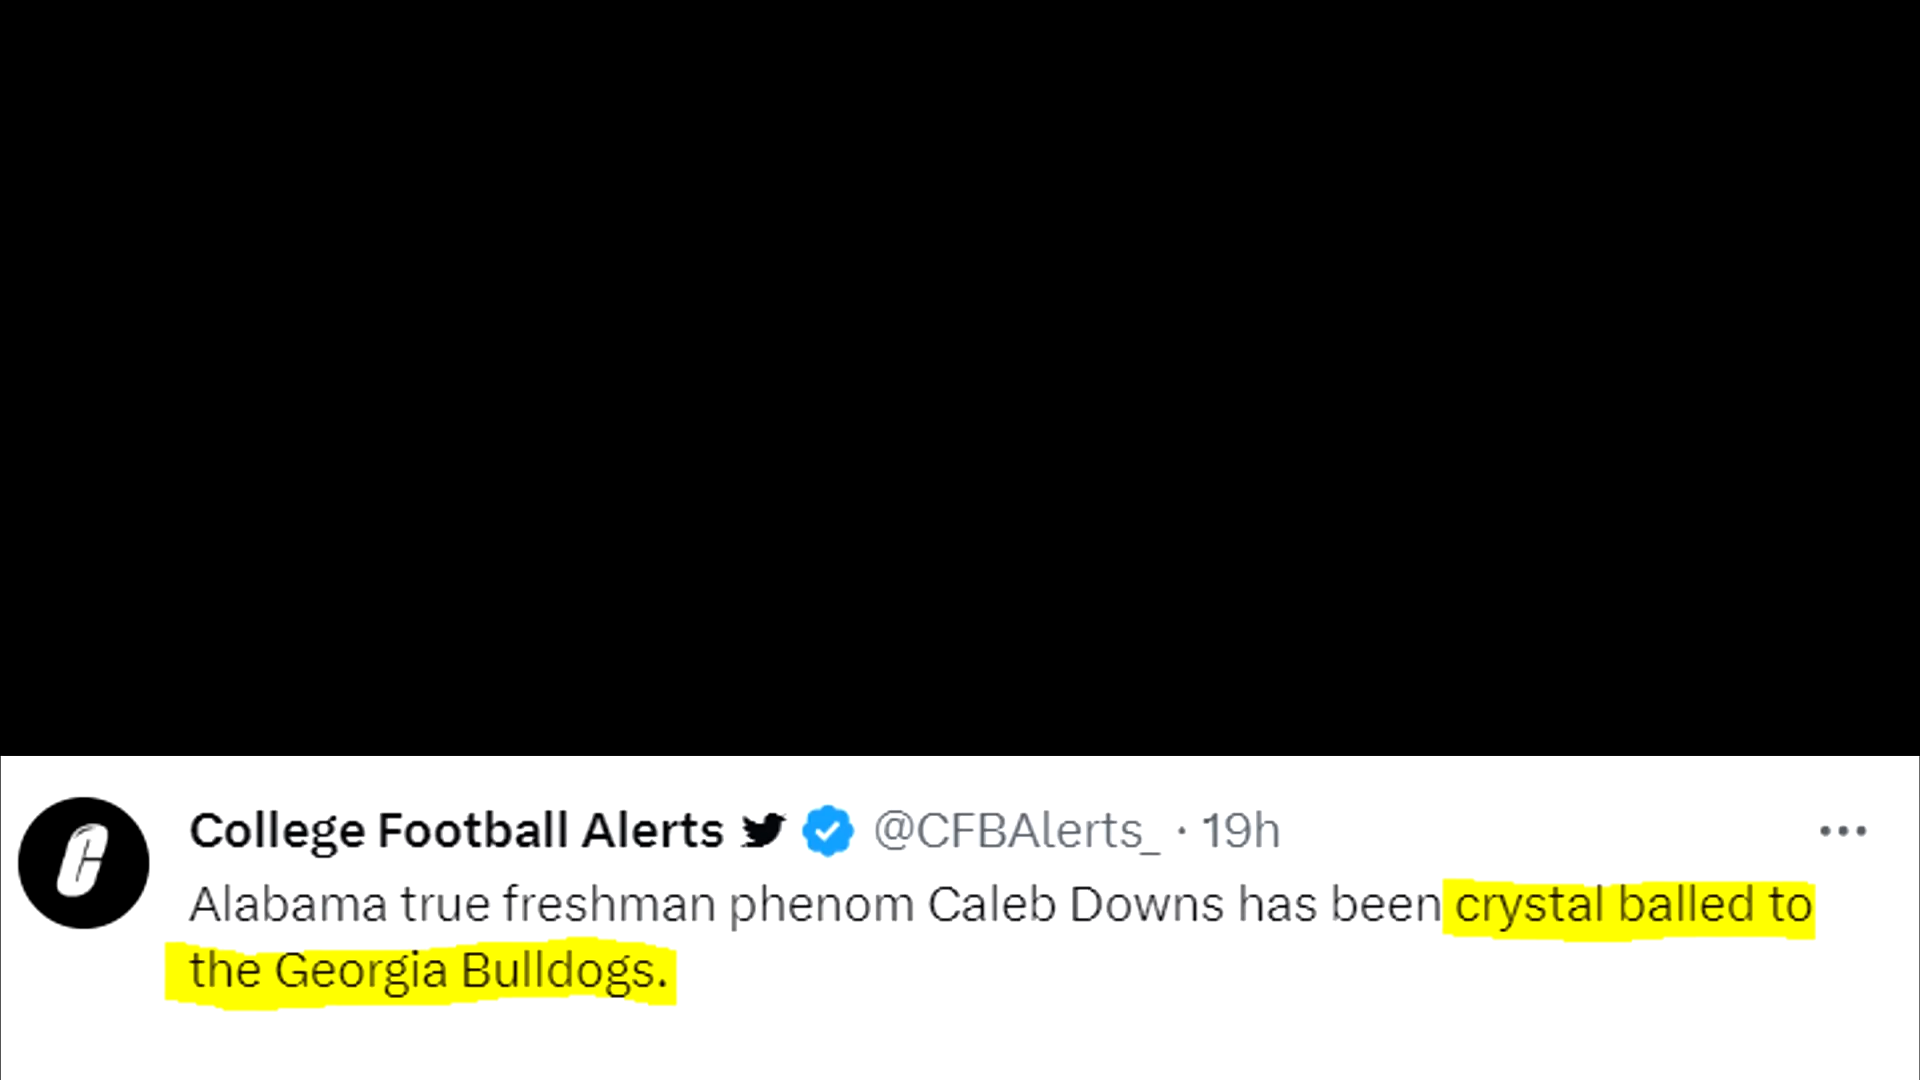 College Football Alerts @CFBAlerts_ · 19h
Alabama true freshman phenom Caleb Downs has been crystal balled to
the Georgia Bulldogs.